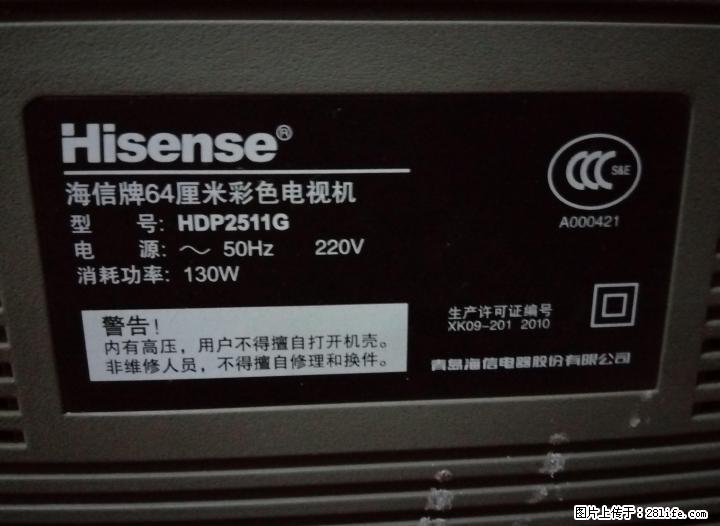 Hisense®
海信牌64厘米彩色电视机
型 号: HDP2511G
电 源: ～ 50Hz 220V
消耗功率: 130W
警告!
内有高压，用户不得擅自打开机壳。
非维修人员，不得擅自修理和换件。
CCC S&E
A000421
生产许可证编号
XK09-201 2010
青岛海信电器股份有限公司
图片上传于：28life.com